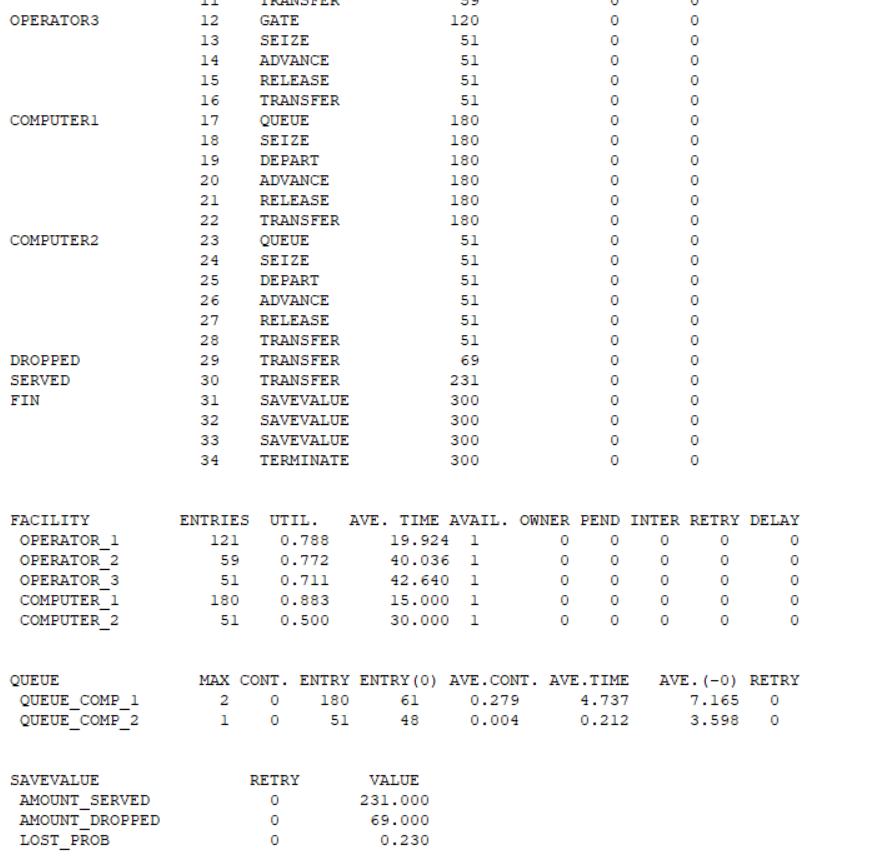 11 TRANSFER 59 0 0
OPERATOR3 12 GATE 120 0 0
13 SEIZE 51 0 0
14 ADVANCE 51 0 0
15 RELEASE 51 0 0
16 TRANSFER 51 0 0
COMPUTER1 17 QUEUE 180 0 0
18 SEIZE 180 0 0
19 DEPART 180 0 0
20 ADVANCE 180 0 0
21 RELEASE 180 0 0
22 TRANSFER 180 0 0
COMPUTER2 23 QUEUE 51 0 0
24 SEIZE 51 0 0
25 DEPART 51 0 0
26 ADVANCE 51 0 0
27 RELEASE 51 0 0
28 TRANSFER 51 0 0
DROPPED 29 TRANSFER 69 0 0
SERVED 30 TRANSFER 231 0 0
FIN 31 SAVEVALUE 300 0 0
32 SAVEVALUE 300 0 0
33 SAVEVALUE 300 0 0
34 TERMINATE 300 0 0
FACILITY ENTRIES UTIL. AVE. TIME AVAIL. OWNER PEND INTER RETRY DELAY
OPERATOR_1 121 0.788 19.924 1 0 0 0 0 0
OPERATOR_2 59 0.772 40.036 1 0 0 0 0 0
OPERATOR_3 51 0.711 42.640 1 0 0 0 0 0
COMPUTER_1 180 0.883 15.000 1 0 0 0 0 0
COMPUTER_2 51 0.500 30.000 1 0 0 0 0 0
QUEUE MAX CONT. ENTRY ENTRY(0) AVE.CONT. AVE.TIME AVE.(-0) RETRY
QUEUE_COMP_1 2 0 180 61 0.279 4.737 7.165 0
QUEUE_COMP_2 1 0 51 48 0.004 0.212 3.598 0
SAVEVALUE RETRY VALUE
AMOUNT_SERVED 0 231.000
AMOUNT_DROPPED 0 69.000
LOST_PROB 0 0.230